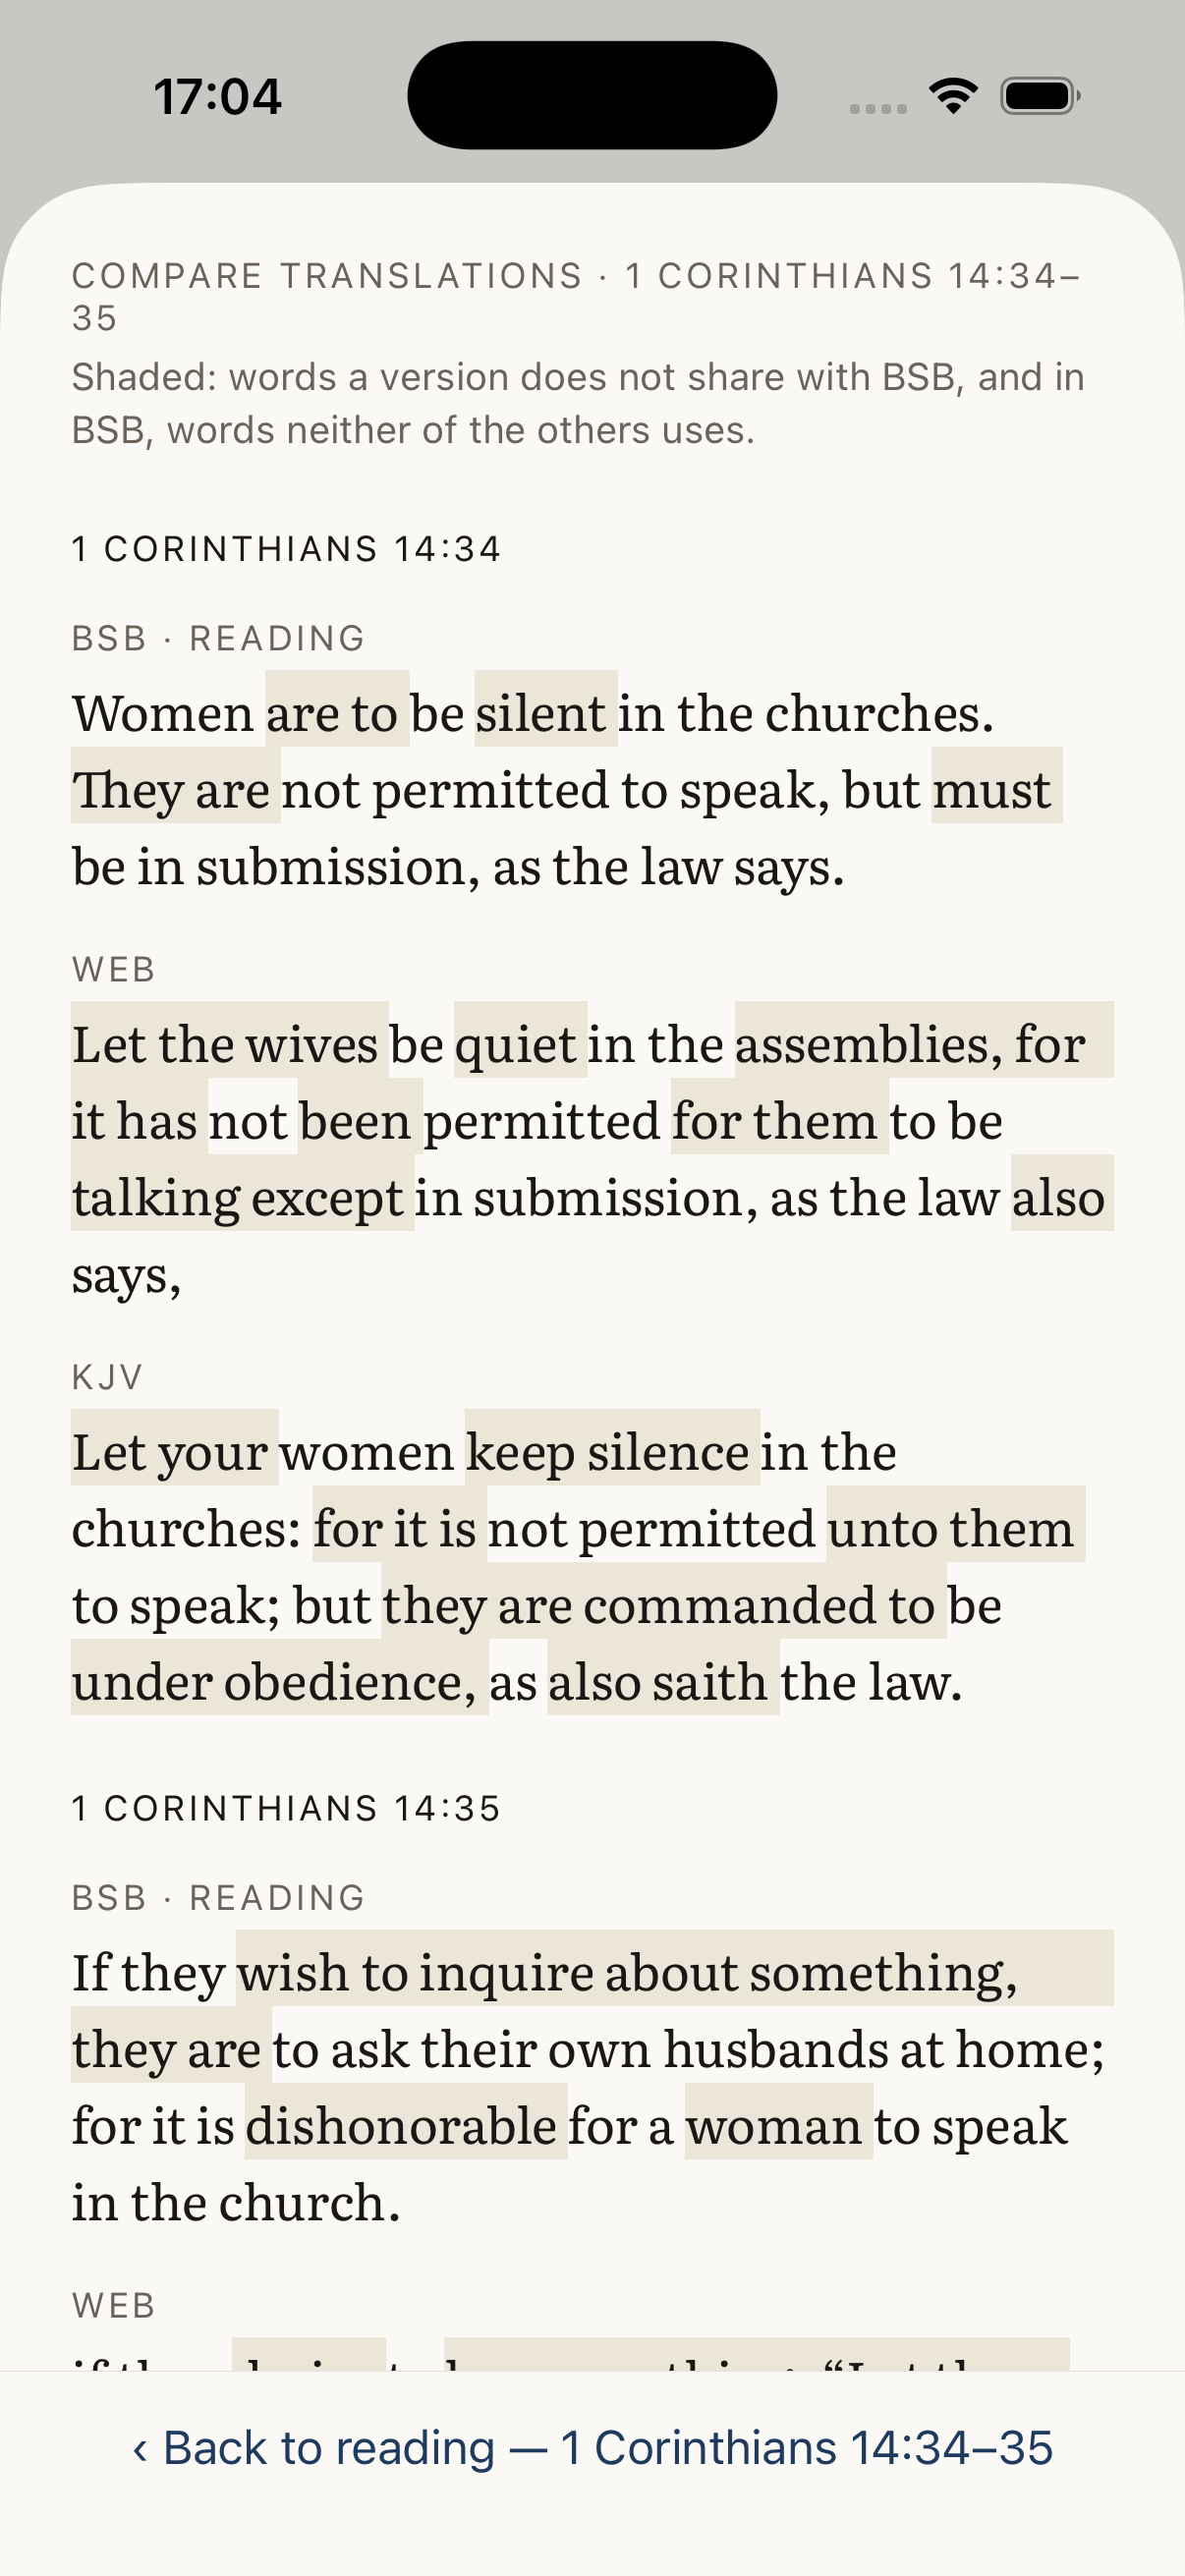 17:04
COMPARE TRANSLATIONS · 1 CORINTHIANS 14:34–
35
Shaded: words a version does not share with BSB, and in
BSB, words neither of the others uses.
1 CORINTHIANS 14:34
BSB · READING
Women are to be silent in the churches.
They are not permitted to speak, but must
be in submission, as the law says.
WEB
Let the wives be quiet in the assemblies, for
it has not been permitted for them to be
talking except in submission, as the law also
says,
KJV
Let your women keep silence in the
churches: for it is not permitted unto them
to speak; but they are commanded to be
under obedience, as also saith the law.
1 CORINTHIANS 14:35
BSB · READING
If they wish to inquire about something,
they are to ask their own husbands at home;
for it is dishonorable for a woman to speak
in the church.
WEB
‹ Back to reading — 1 Corinthians 14:34–35